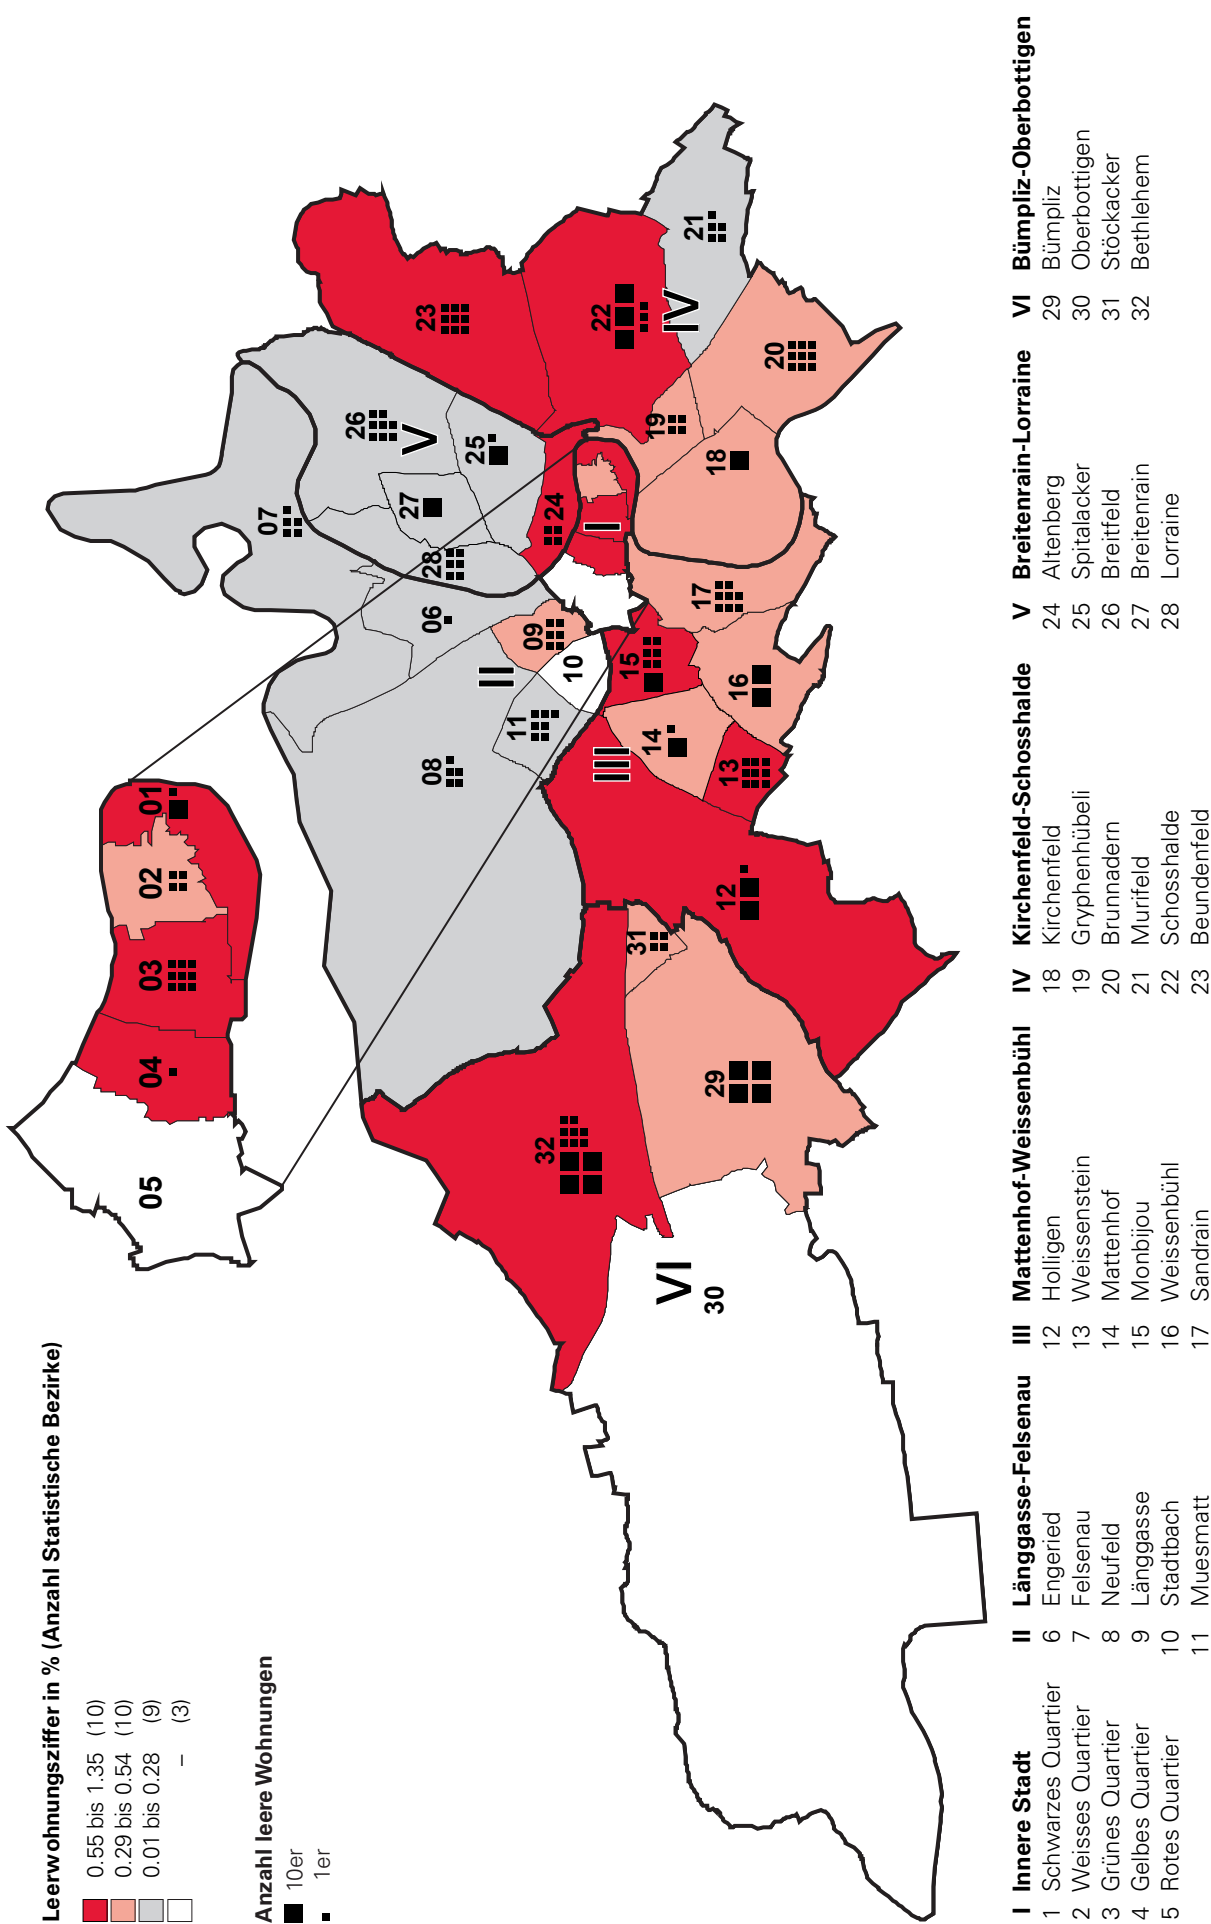 Leerwohnungsziffer in % (Anzahl Statistische Bezirke)
0.55 bis 1.35 (10)
0.29 bis 0.54 (10)
0.01 bis 0.28 (9)
– (3)
Anzahl leere Wohnungen
10er
1er
05
04
03
02
01
07
06
08
09
10
11
II
26
V
25
27
28
24
I
23
22
IV
21
20
19
18
17
16
15
14
13
12
III
31
29
32
VI
30
I Innere Stadt
1 Schwarzes Quartier
2 Weisses Quartier
3 Grünes Quartier
4 Gelbes Quartier
5 Rotes Quartier
II Länggasse-Felsenau
6 Engeried
7 Felsenau
8 Neufeld
9 Länggasse
10 Stadtbach
11 Muesmatt
III Mattenhof-Weissenbühl
12 Holligen
13 Weissenstein
14 Mattenhof
15 Monbijou
16 Weissenbühl
17 Sandrain
IV Kirchenfeld-Schosshalde
18 Kirchenfeld
19 Gryphenhübeli
20 Brunnadern
21 Murifeld
22 Schosshalde
23 Beundenfeld
V Breitenrain-Lorraine
24 Altenberg
25 Spitalacker
26 Breitfeld
27 Breitenrain
28 Lorraine
VI Bümpliz-Oberbottigen
29 Bümpliz
30 Oberbottigen
31 Stöckacker
32 Bethlehem